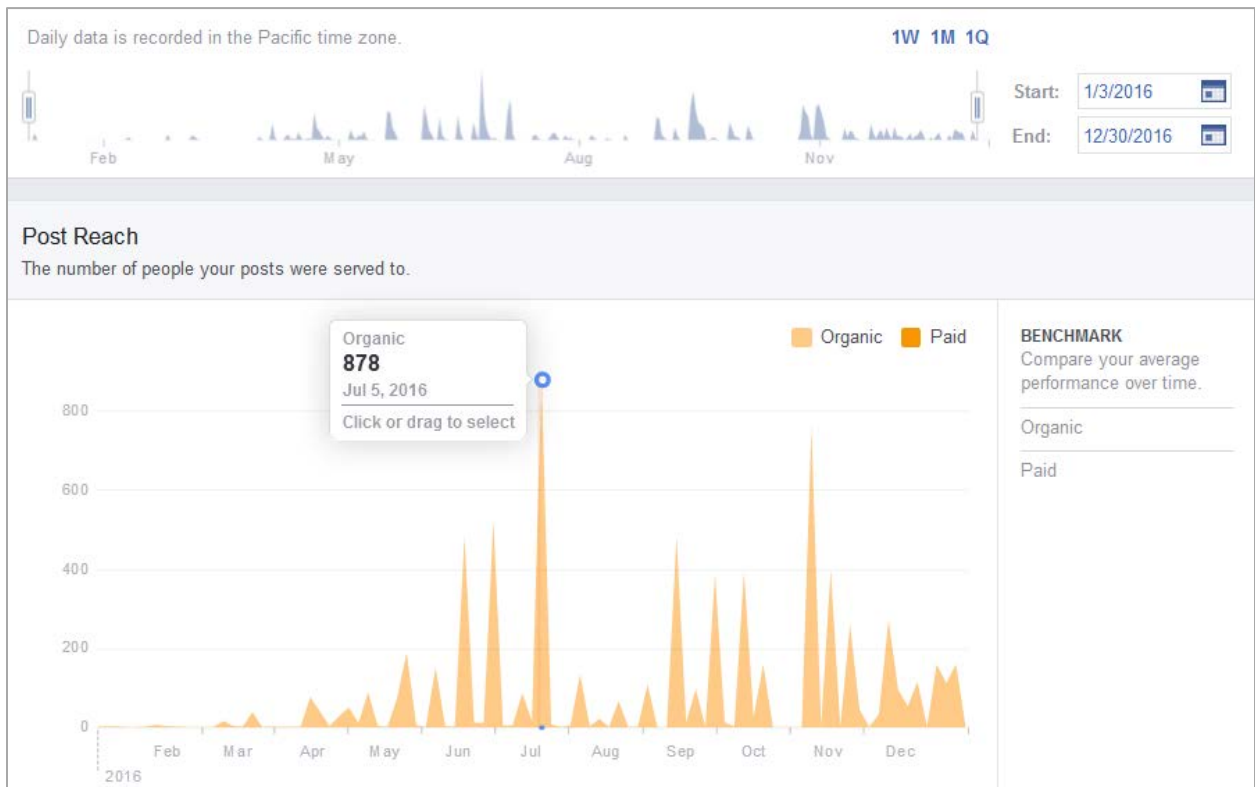 Daily data is recorded in the Pacific time zone.
1W 1M 1Q
Start: 1/3/2016
End: 12/30/2016
Feb May Aug Nov
Post Reach
The number of people your posts were served to.
Organic
878
Jul 5, 2016
Click or drag to select
Organic Paid
BENCHMARK
Compare your average
performance over time.
Organic
Paid
800
600
400
200
0
Feb Mar Apr May Jun Jul Aug Sep Oct Nov Dec
2016